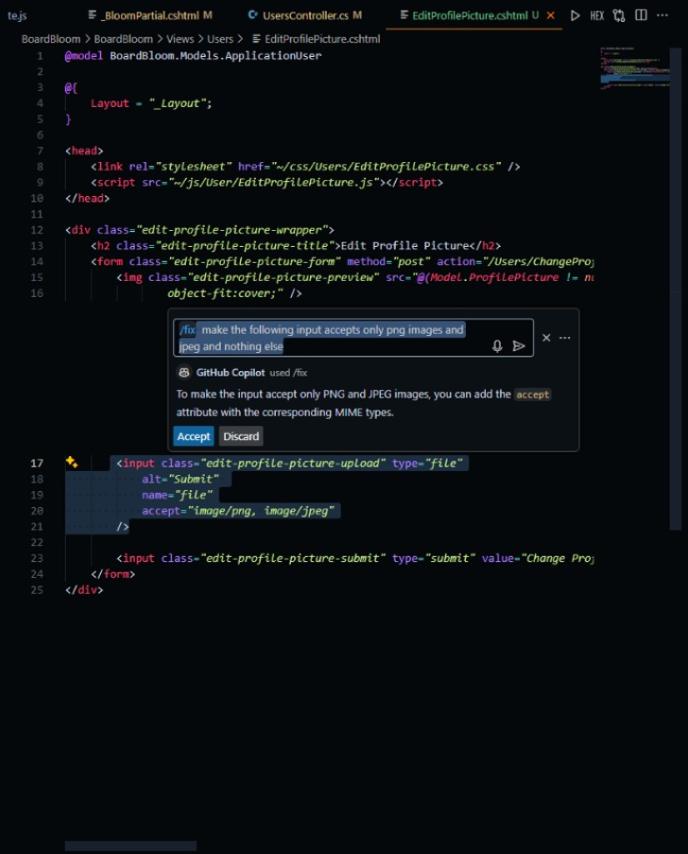 te.js _BloomPartial.cshtml M UsersController.cs M EditProfilePicture.cshtml U
BoardBloom > BoardBloom > Views > Users > EditProfilePicture.cshtml
1 @model BoardBloom.Models.ApplicationUser
2
3 @{
4 Layout = "_Layout";
5 }
6
7 <head>
8 <link rel="stylesheet" href="~/css/Users/EditProfilePicture.css" />
9 <script src="~/js/User/EditProfilePicture.js"></script>
10 </head>
11
12 <div class="edit-profile-picture-wrapper">
13 <h2 class="edit-profile-picture-title">Edit Profile Picture</h2>
14 <form class="edit-profile-picture-form" method="post" action="/Users/ChangeProj
15 <img class="edit-profile-picture-preview" src="@(Model.ProfilePicture != nu
16 object-fit:cover;" />
/fix make the following input accepts only png images and
jpeg and nothing else
GitHub Copilot used /fix
To make the input accept only PNG and JPEG images, you can add the accept
attribute with the corresponding MIME types.
Accept Discard
17 <input class="edit-profile-picture-upload" type="file"
18 alt="Submit"
19 name="file"
20 accept="image/png, image/jpeg"
21 />
22
23 <input class="edit-profile-picture-submit" type="submit" value="Change Proj
24 </form>
25 </div>